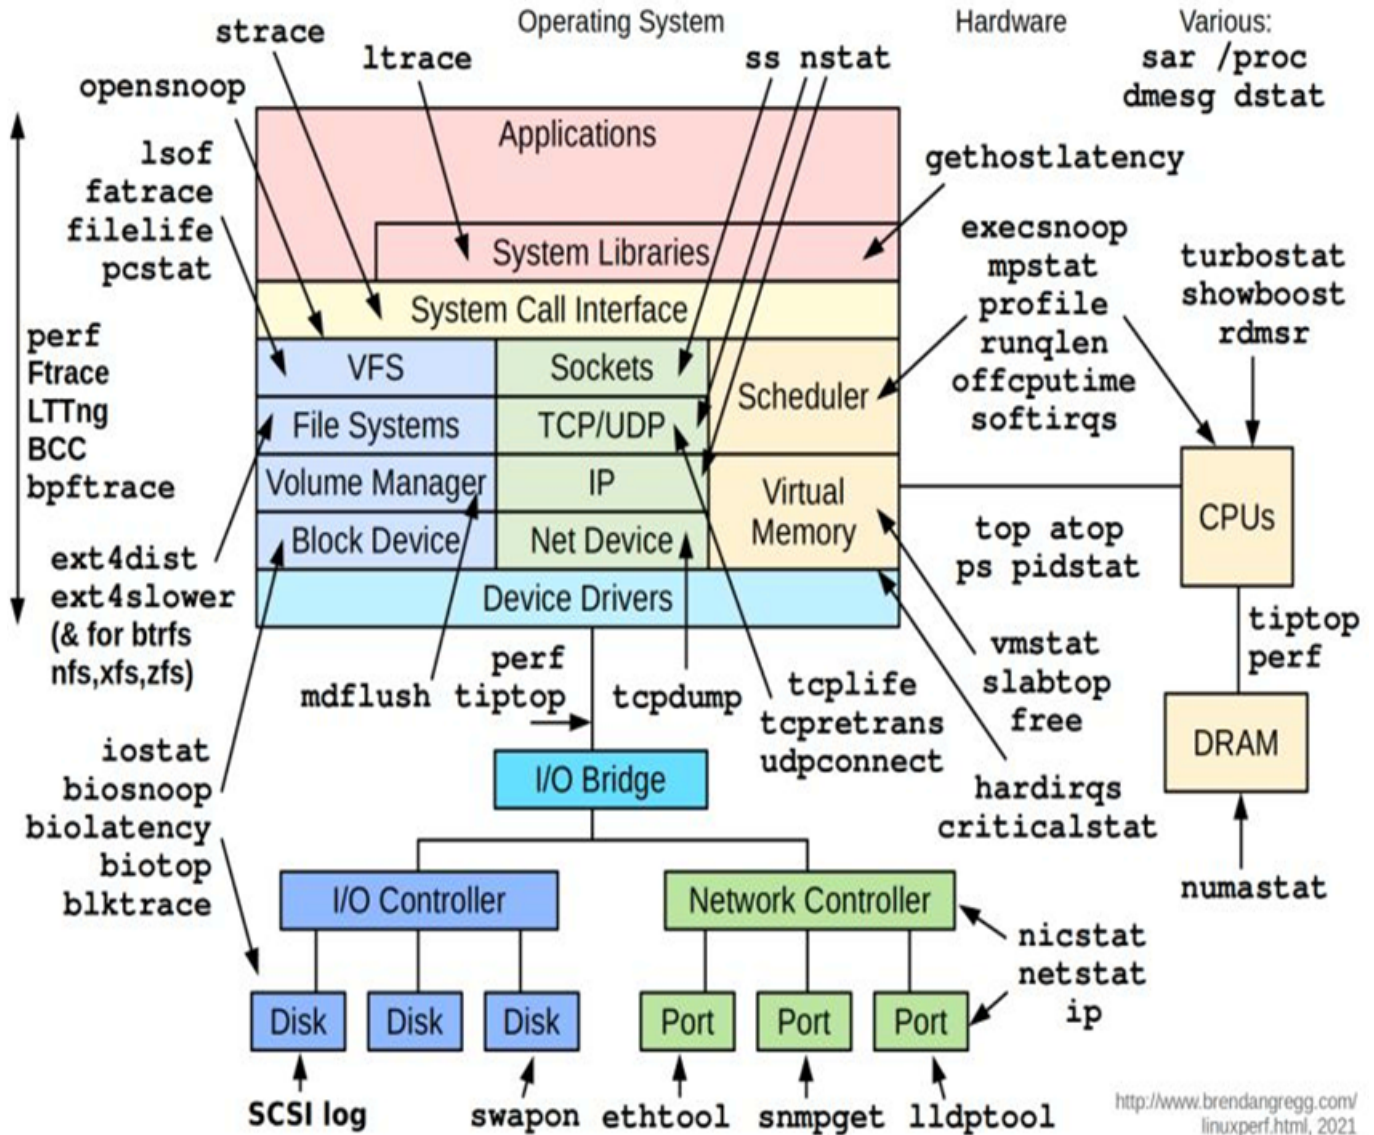 Operating System
Hardware
Various:
sar /proc
dmesg dstat
strace
ltrace
ss nstat
opensnoop
lsof
fatrace
filelife
pcstat
gethostlatency
Applications
System Libraries
System Call Interface
VFS
Sockets
Scheduler
File Systems
TCP/UDP
Volume Manager
IP
Virtual
Memory
Block Device
Net Device
Device Drivers
perf
Ftrace
LTTng
BCC
bpftrace
execsnoop
mpstat
profile
runqlen
offcputime
softirqs
turbostat
showboost
rdmsr
CPUs
top atop
ps pidstat
ext4dist
ext4slower
(& for btrfs
nfs,xfs,zfs)
mdflush
perf
tiptop
tcpdump
tcplife
tcpretrans
udpconnect
vmstat
slabtop
free
tiptop
perf
DRAM
hardirqs
criticalstat
numastat
iostat
biosnoop
biolatency
biotop
blktrace
I/O Bridge
I/O Controller
Network Controller
nicstat
netstat
ip
Disk
Disk
Disk
Port
Port
Port
SCSI log
swapon
ethtool
snmpget
lldptool
http://www.brendangregg.com/
linuxperf.html, 2021